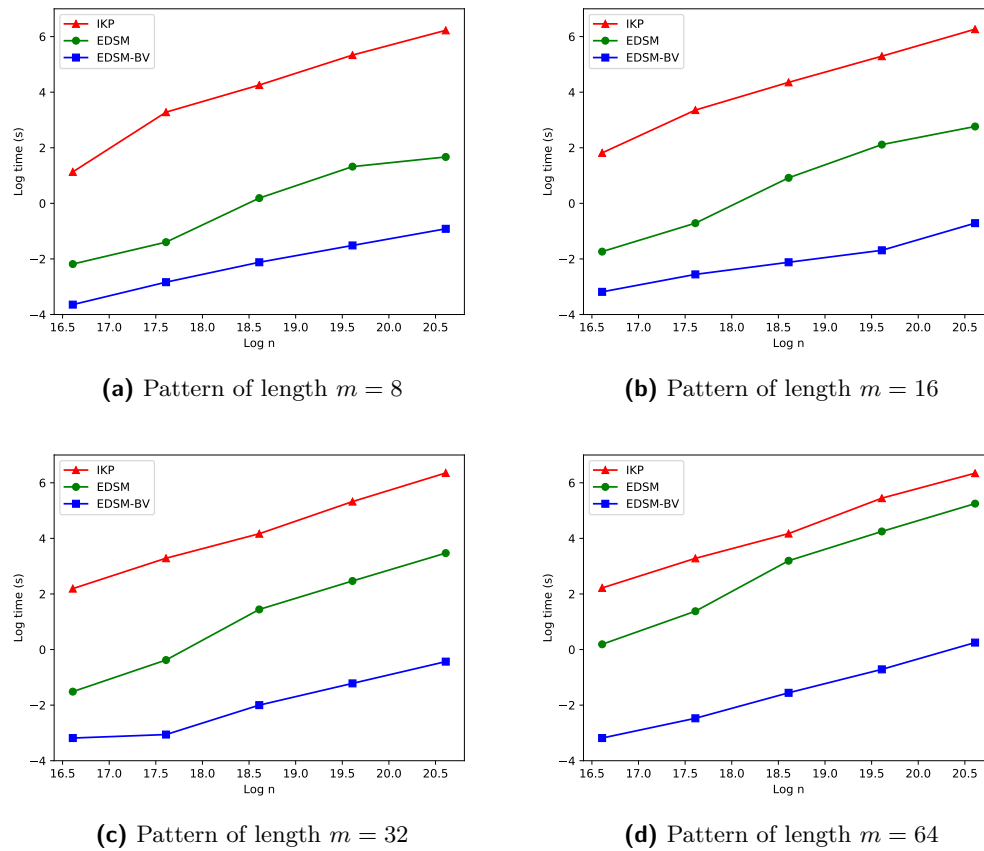 IKP
EDSM
EDSM-BV
6
4
2
0
−2
−4
Log time (s)
16.5 17.0 17.5 18.0 18.5 19.0 19.5 20.0 20.5
Log n
(a) Pattern of length m = 8
IKP
EDSM
EDSM-BV
6
4
2
0
−2
−4
Log time (s)
16.5 17.0 17.5 18.0 18.5 19.0 19.5 20.0 20.5
Log n
(b) Pattern of length m = 16
IKP
EDSM
EDSM-BV
6
4
2
0
−2
−4
Log time (s)
16.5 17.0 17.5 18.0 18.5 19.0 19.5 20.0 20.5
Log n
(c) Pattern of length m = 32
IKP
EDSM
EDSM-BV
6
4
2
0
−2
−4
Log time (s)
16.5 17.0 17.5 18.0 18.5 19.0 19.5 20.0 20.5
Log n
(d) Pattern of length m = 64